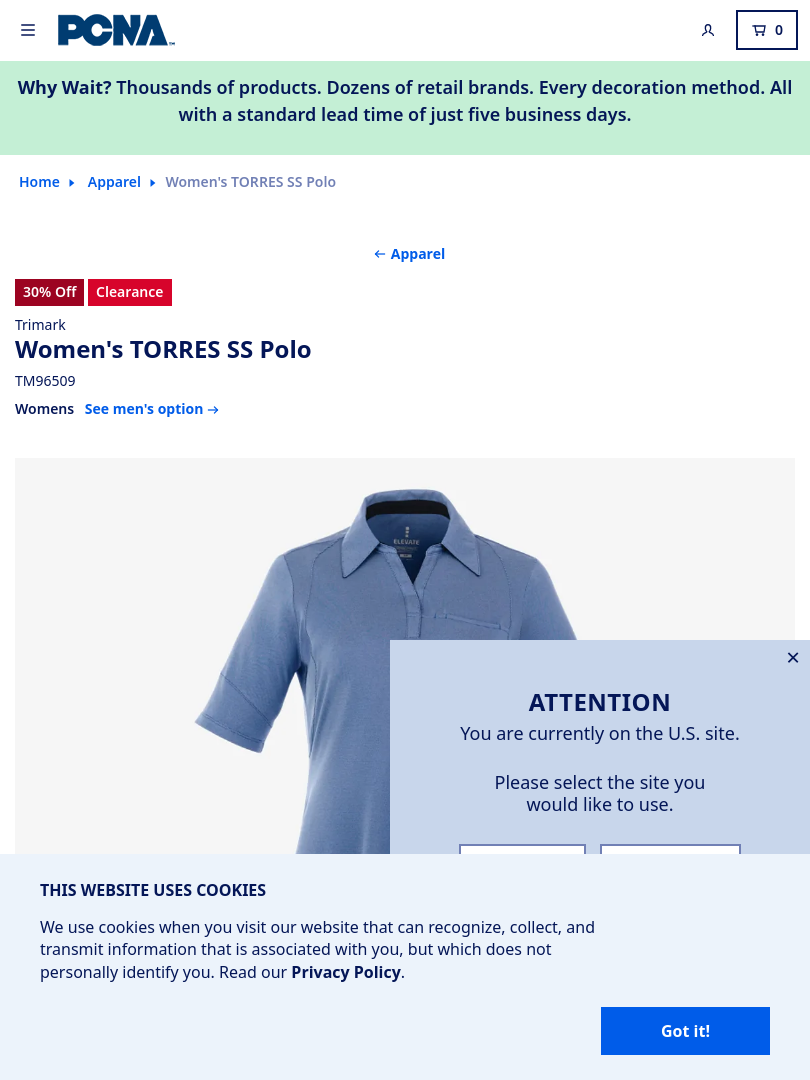 PCNA
0
Why Wait? Thousands of products. Dozens of retail brands. Every decoration method. All
with a standard lead time of just five business days.
Home
Apparel
Women's TORRES SS Polo
← Apparel
30% Off
Clearance
Trimark
Women's TORRES SS Polo
TM96509
Womens See men's option →
ELEVATE
ATTENTION
You are currently on the U.S. site.
Please select the site you
would like to use.
THIS WEBSITE USES COOKIES
We use cookies when you visit our website that can recognize, collect, and
transmit information that is associated with you, but which does not
personally identify you. Read our Privacy Policy.
Got it!